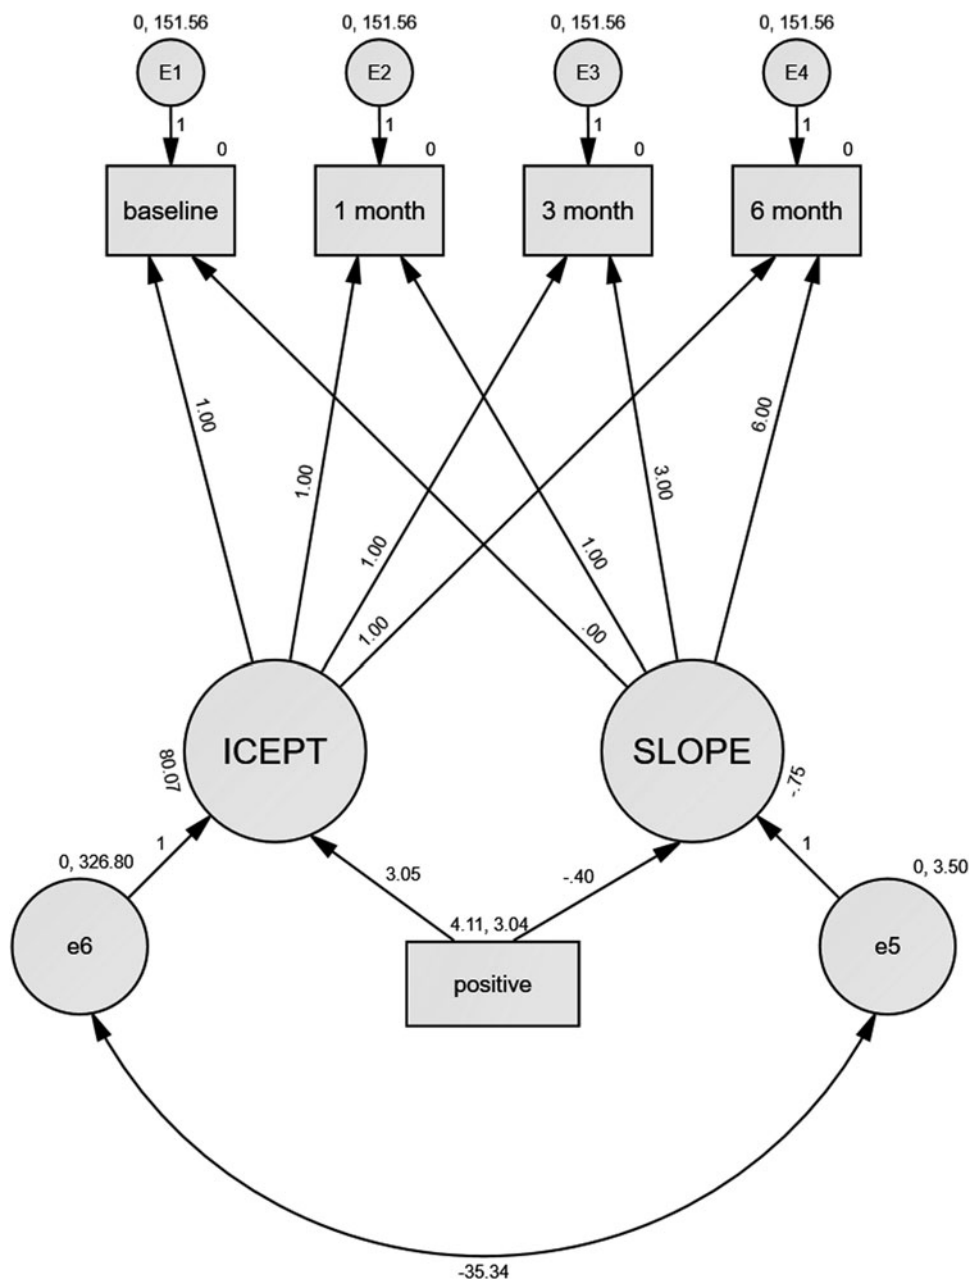 0, 151.56 0, 151.56 0, 151.56 0, 151.56
E1 E2 E3 E4
1 1 1 1
0 0 0 0
baseline 1 month 3 month 6 month
1.00 6.00
1.00 3.00
1.00 1.00
1.00 .00
ICEPT SLOPE
80.07 -.75
1 1
0, 326.80 3.05 -.40 0, 3.50
4.11, 3.04
e6 e5
positive
-35.34